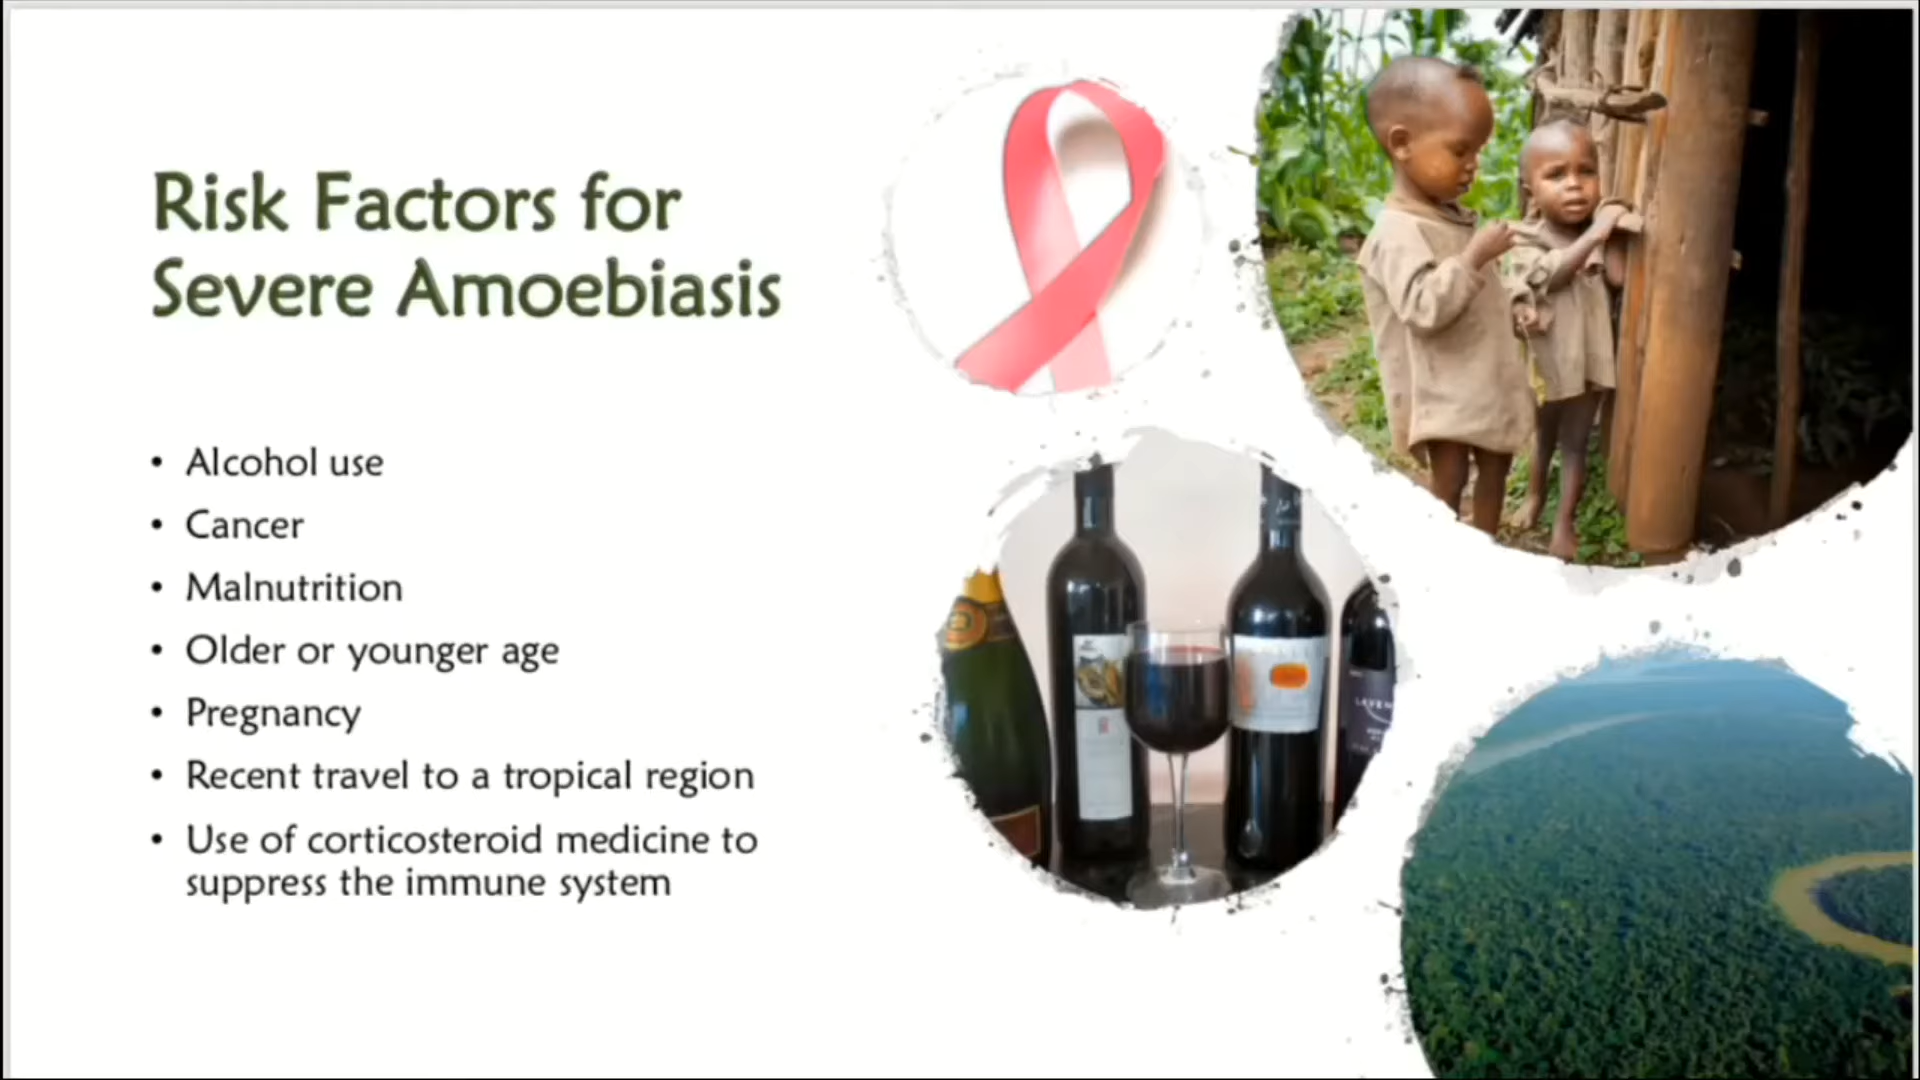 Risk Factors for
Severe Amoebiasis
• Alcohol use
• Cancer
• Malnutrition
• Older or younger age
• Pregnancy
• Recent travel to a tropical region
• Use of corticosteroid medicine to
suppress the immune system